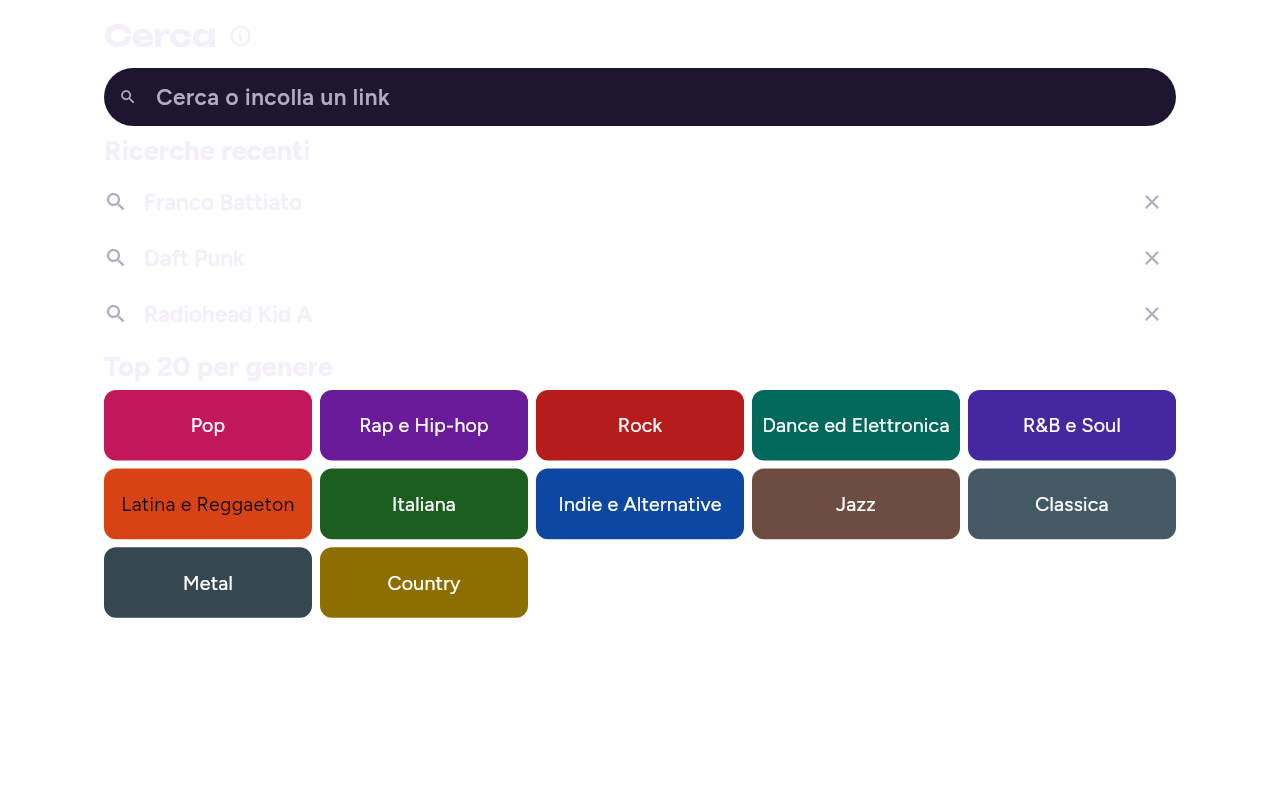 Cerca
Cerca o incolla un link
Ricerche recenti
Franco Battiato
Daft Punk
Radiohead Kid A
Top 20 per genere
Pop
Rap e Hip-hop
Rock
Dance ed Elettronica
R&B e Soul
Latina e Reggaeton
Italiana
Indie e Alternative
Jazz
Classica
Metal
Country